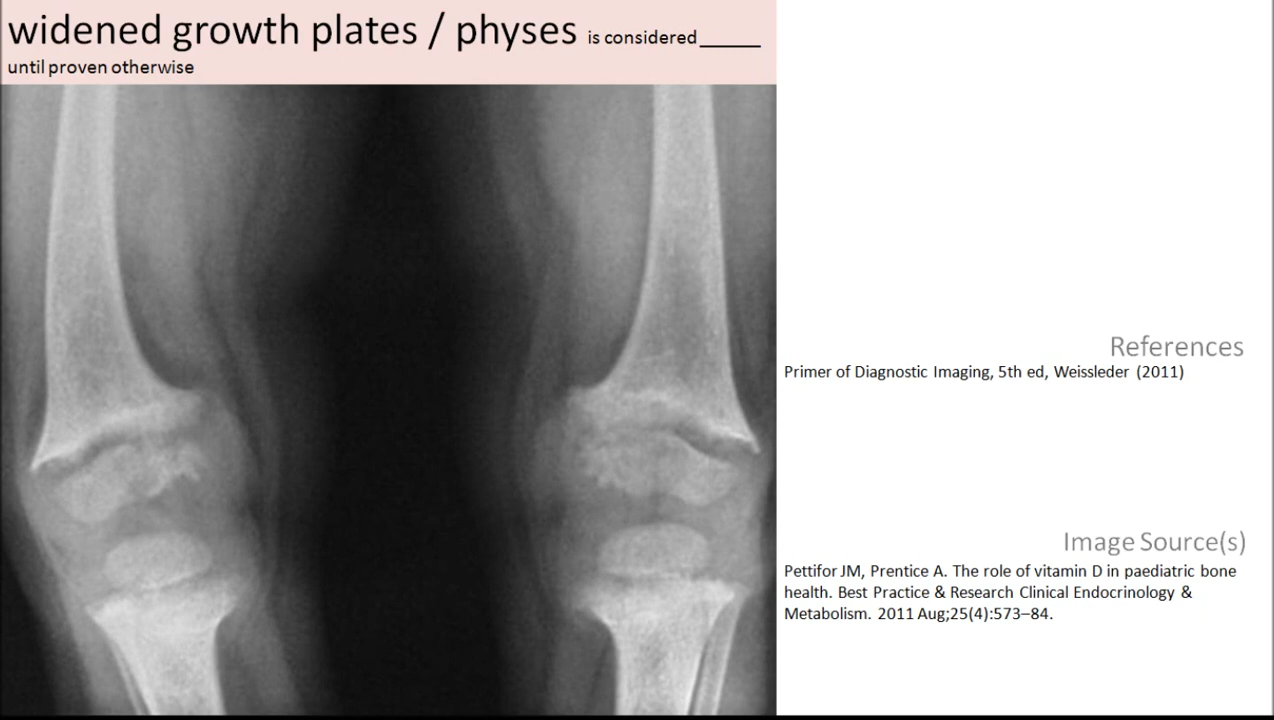 widened growth plates / physes is considered_____
until proven otherwise
References
Primer of Diagnostic Imaging, 5th ed, Weissleder (2011)
Image Source(s)
Pettifor JM, Prentice A. The role of vitamin D in paediatric bone
health. Best Practice & Research Clinical Endocrinology &
Metabolism. 2011 Aug;25(4):573–84.